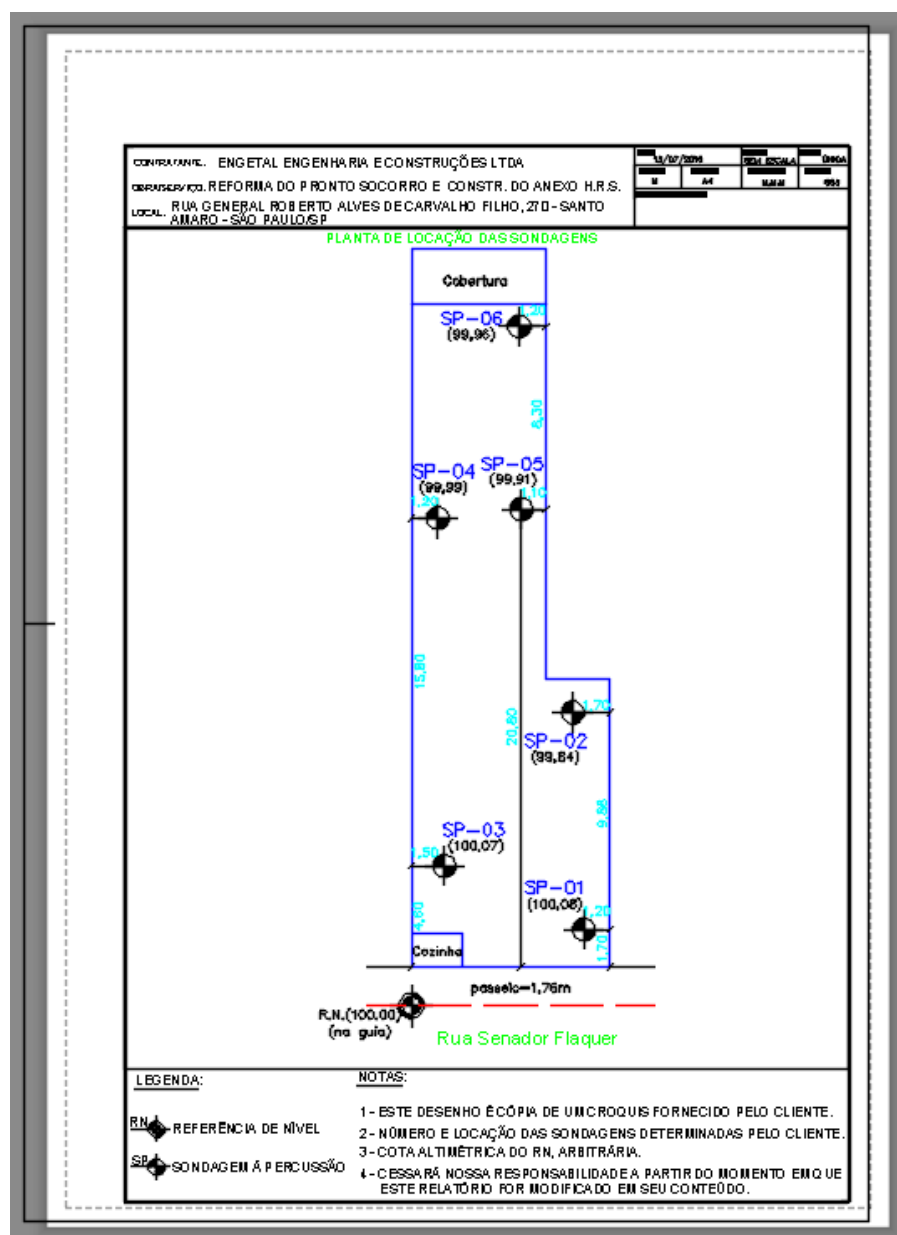 CONTRATANTE. ENGETAL ENGENHARIA E CONSTRUÇÕES LTDA
OBRA/SERVIÇO. REFORMA DO PRONTO SOCORRO E CONSTR. DO ANEXO H.R.S.
LOCAL. RUA GENERAL ROBERTO ALVES DE CARVALHO FILHO, 270 - SANTO
AMARO - SÃO PAULO/SP
SEM ESCALA
ÚNICA
M
A4
PLANTA DE LOCAÇÃO DAS SONDAGENS
Cobertura
1,20
SP-06
(99,96)
8,30
SP-04
(99,99)
1,20
SP-05
(99,91)
1,10
15,80
20,80
1,70
SP-02
(99,64)
SP-03
(100,07)
1,50
SP-01
1,20
4,60
1,70
Cozinha
passeio=1,76m
R.N.(100,00)
(na guia)
Rua Senador Flaquer
LEGENDA:
RN REFERÊNCIA DE NÍVEL
SP SONDAGEM Á PERCUSSÃO
NOTAS:
1 - ESTE DESENHO É CÓPIA DE UM CROQUIS FORNECIDO PELO CLIENTE.
2 - NÚMERO E LOCAÇÃO DAS SONDAGENS DETERMINADAS PELO CLIENTE.
3 - COTA ALTIMÉTRICA DO RN, ARBITRÁRIA.
4 - CESSARÁ NOSSA RESPONSABILIDADE A PARTIR DO MOMENTO EM QUE
ESTE RELATÓRIO FOR MODIFICADO EM SEU CONTEÚDO.